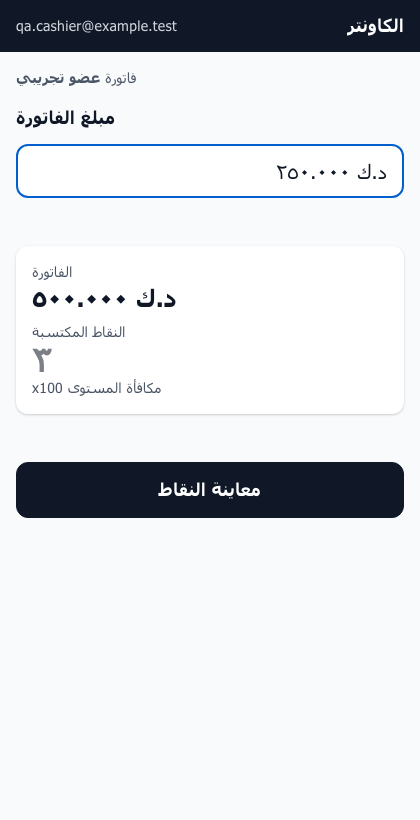 الكاونتر
qa.cashier@example.test
فاتورة عضو تجريبي
مبلغ الفاتورة
د.ك ٢٥٠.٠٠٠
الفاتورة
د.ك ٥٠٠.٠٠٠
النقاط المكتسبة
٣
مكافأة المستوى x100
معاينة النقاط